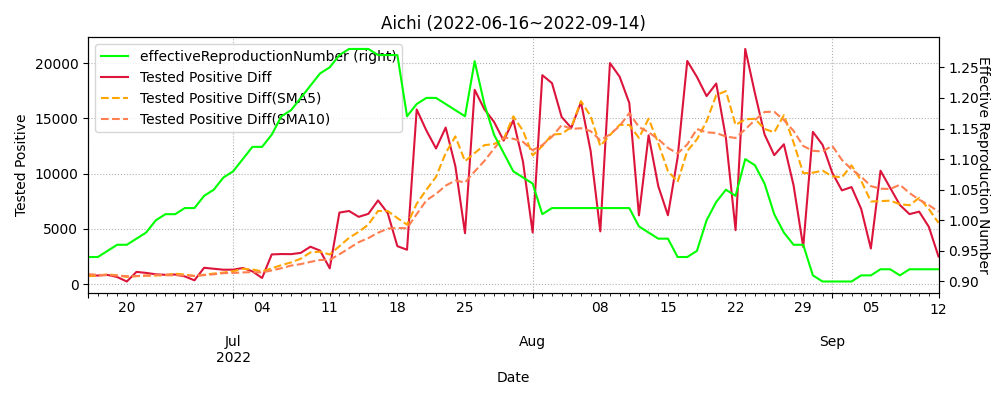 Aichi (2022-06-16~2022-09-14)
effectiveReproductionNumber (right)
Tested Positive Diff
Tested Positive Diff(SMA5)
Tested Positive Diff(SMA10)
Tested Positive
20000
15000
10000
5000
0
1.25
1.20
1.15
1.10
1.05
1.00
0.95
0.90
Effective Reproduction Number
20 27 04 11 18 25 08 15 22 29 05 12
Jul Aug Sep
2022
Date